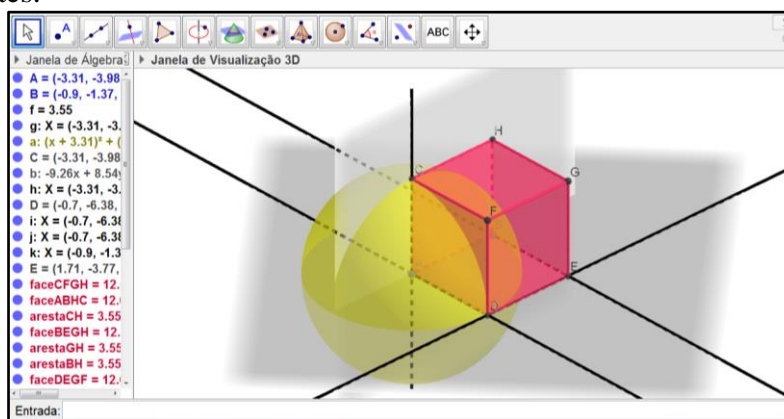 ABC
Janela de Álgebra
Janela de Visualização 3D
A = (-3.31, -3.98
B = (-0.9, -1.37,
f = 3.55
g: X = (-3.31, -3.
a: (x + 3.31)² + (
C = (-3.31, -3.98
b: -9.26x + 8.54y
h: X = (-3.31, -3.
D = (-0.7, -6.38,
i: X = (-0.7, -6.38
j: X = (-0.7, -6.38
k: X = (-0.9, -1.3
E = (1.71, -3.77,
faceCFGH = 12.
faceABHC = 12.
arestaCH = 3.55
faceBEGH = 12.
arestaGH = 3.55
arestaBH = 3.55
faceDEGF = 12.
H
C
G
F
E
D
Entrada: